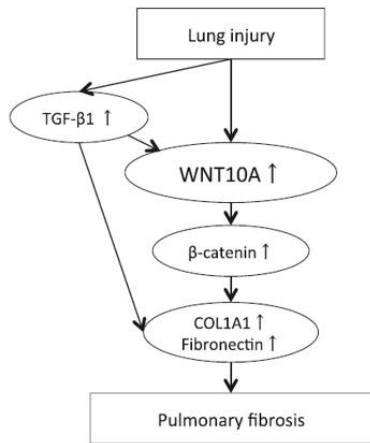 Lung injury
TGF-β1 ↑
WNT10A ↑
β-catenin ↑
COL1A1 ↑
Fibronectin ↑
Pulmonary fibrosis